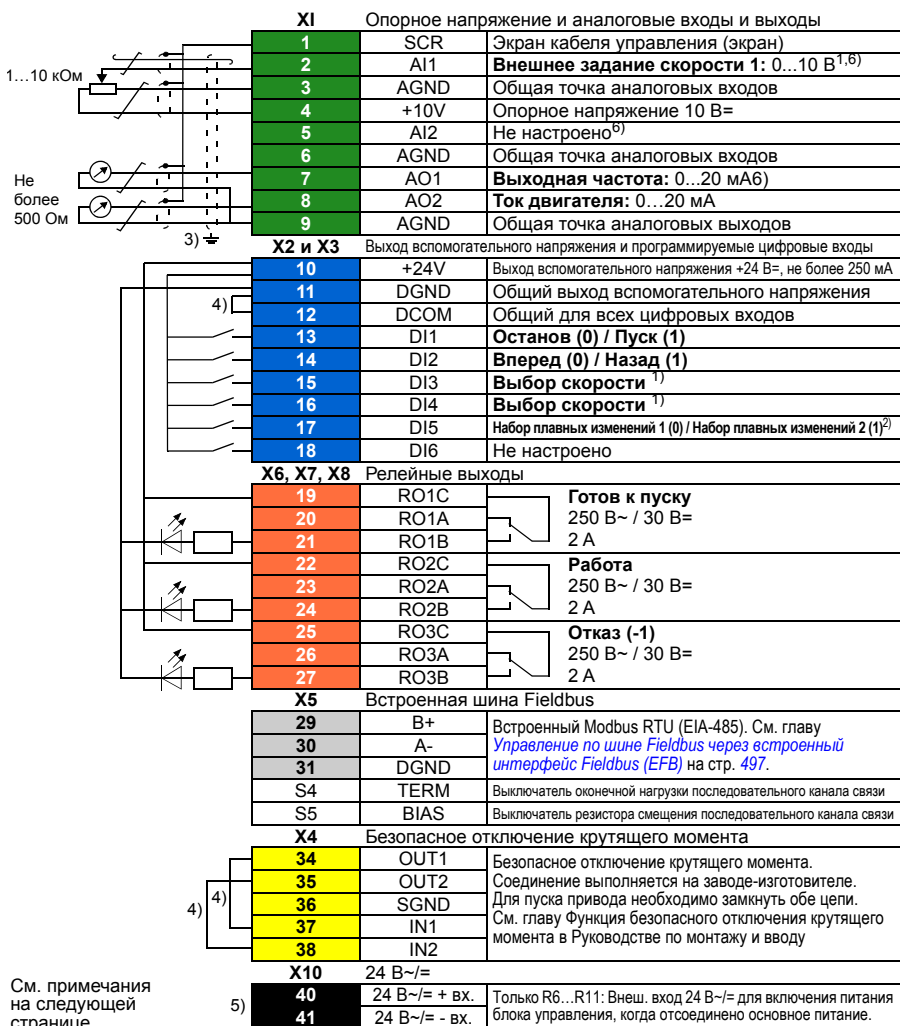 XI Опорное напряжение и аналоговые входы и выходы
1 SCR Экран кабеля управления (экран)
2 AI1 Внешнее задание скорости 1: 0...10 В1,6)
1…10 кОм
3 AGND Общая точка аналоговых входов
4 +10V Опорное напряжение 10 В=
5 AI2 Не настроено6)
6 AGND Общая точка аналоговых входов
7 AO1 Выходная частота: 0...20 мА6)
Не более 500 Ом
8 AO2 Ток двигателя: 0…20 мА
9 AGND Общая точка аналоговых выходов
3)
X2 и X3 Выход вспомогательного напряжения и программируемые цифровые входы
10 +24V Выход вспомогательного напряжения +24 В=, не более 250 мА
11 DGND Общий выход вспомогательного напряжения
4)
12 DCOM Общий для всех цифровых входов
13 DI1 Останов (0) / Пуск (1)
14 DI2 Вперед (0) / Назад (1)
15 DI3 Выбор скорости 1)
16 DI4 Выбор скорости 1)
17 DI5 Набор плавных изменений 1 (0) / Набор плавных изменений 2 (1)2)
18 DI6 Не настроено
X6, X7, X8 Релейные выходы
19 RO1C Готов к пуску
20 RO1A 250 В~ / 30 В=
21 RO1B 2 А
22 RO2C Работа
23 RO2A 250 В~ / 30 В=
24 RO2B 2 А
25 RO3C Отказ (-1)
26 RO3A 250 В~ / 30 В=
27 RO3B 2 А
X5 Встроенная шина Fieldbus
29 B+ Встроенный Modbus RTU (EIA-485). См. главу
30 A- Управление по шине Fieldbus через встроенный
31 DGND интерфейс Fieldbus (EFB) на стр. 497.
S4 TERM Выключатель оконечной нагрузки последовательного канала связи
S5 BIAS Выключатель резистора смещения последовательного канала связи
X4 Безопасное отключение крутящего момента
34 OUT1 Безопасное отключение крутящего момента.
35 OUT2 Соединение выполняется на заводе-изготовителе.
4) 4)
36 SGND Для пуска привода необходимо замкнуть обе цепи.
37 IN1 См. главу Функция безопасного отключения крутящего
38 IN2 момента в Руководстве по монтажу и вводу
X10 24 В~/=
40 24 В~/= + вх. Только R6…R11: Внеш. вход 24 В~/= для включения питания
5)
41 24 В~/= - вх. блока управления, когда отсоединено основное питание.
См. примечания
на следующей
странице